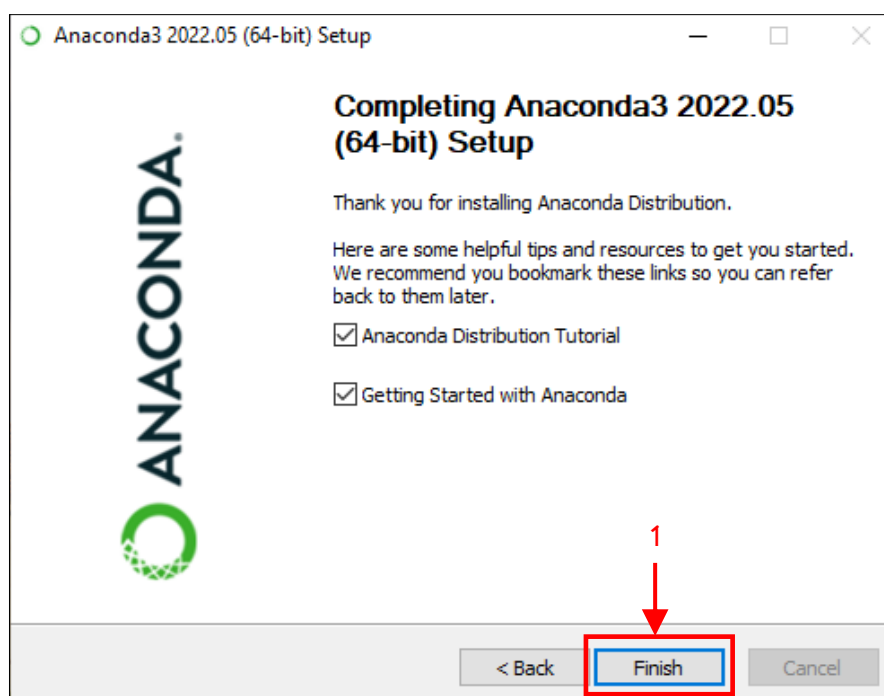 Anaconda3 2022.05 (64-bit) Setup
ANACONDA.
Completing Anaconda3 2022.05
(64-bit) Setup
Thank you for installing Anaconda Distribution.
Here are some helpful tips and resources to get you started.
We recommend you bookmark these links so you can refer
back to them later.
Anaconda Distribution Tutorial
Getting Started with Anaconda
1
< Back
Finish
Cancel